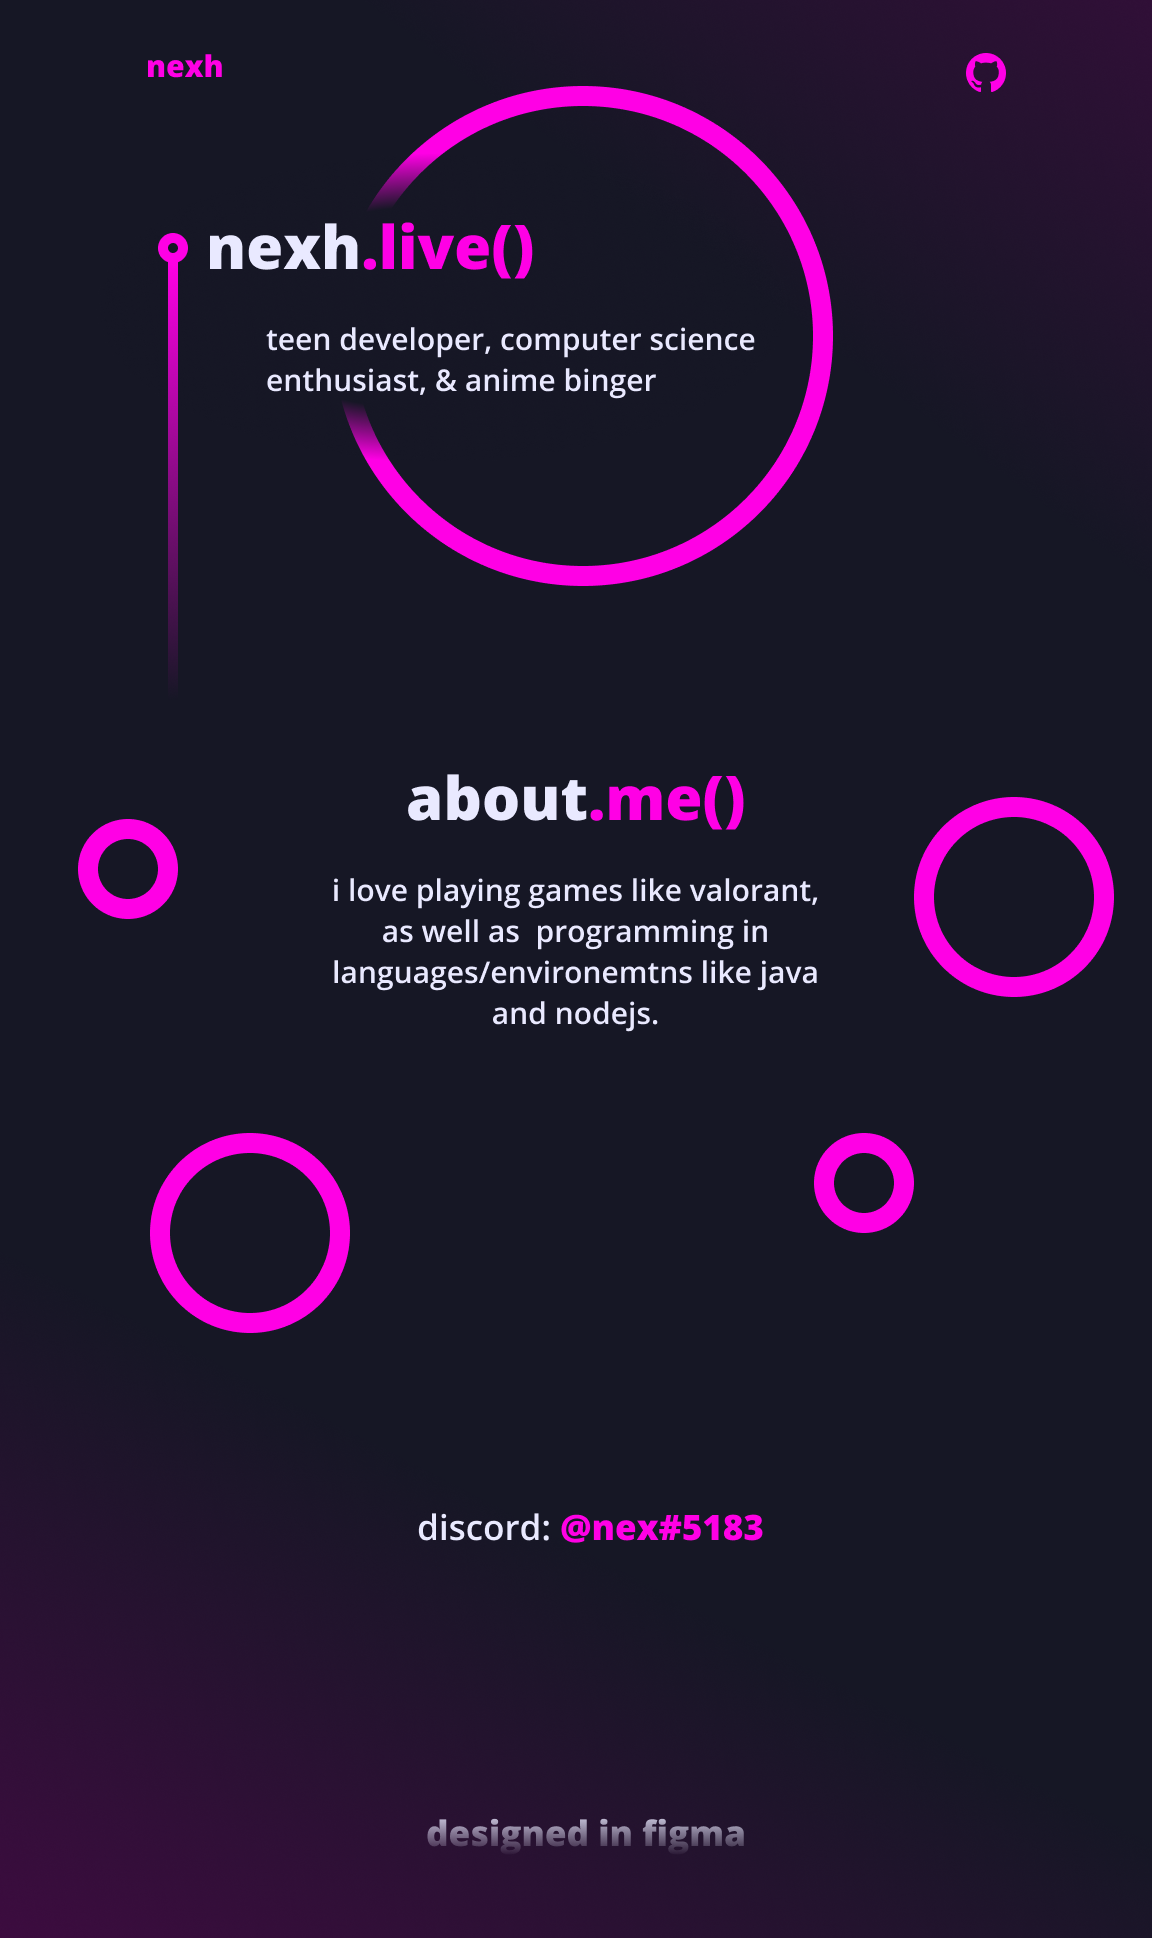 nexh
nexh.live()
teen developer, computer science
enthusiast, & anime binger
about.me()
i love playing games like valorant,
as well as  programming in
languages/environemtns like java
and nodejs.
discord: @nex#5183
designed in figma